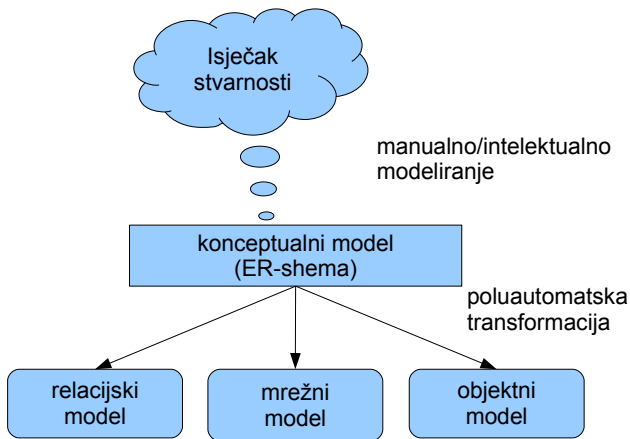 Isječak
stvarnosti
manualno/intelektualno
modeliranje
konceptualni model
(ER-shema)
poluautomatska
transformacija
relacijski
model
mrežni
model
objektni
model